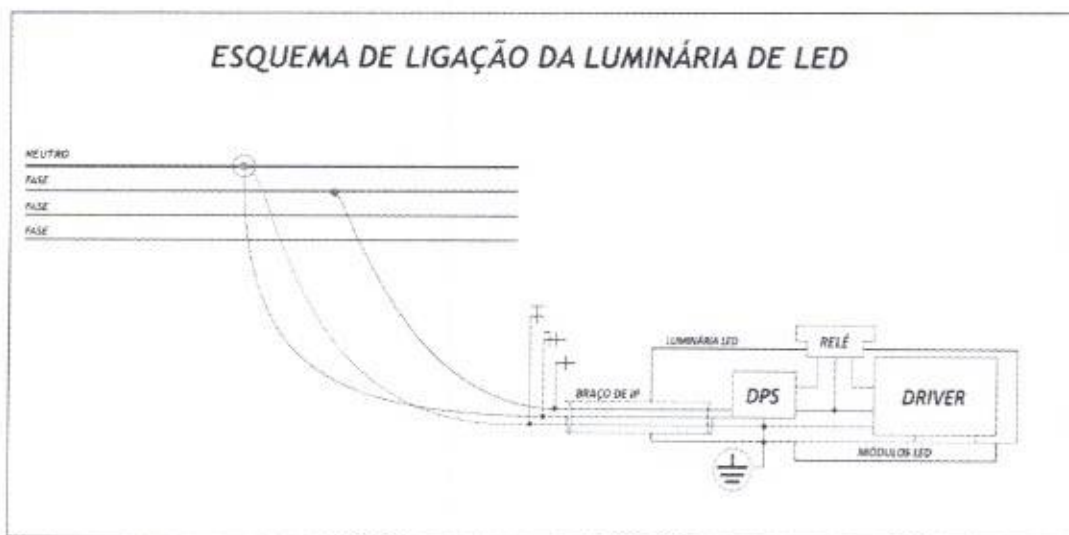 ESQUEMA DE LIGAÇÃO DA LUMINÁRIA DE LED
NEUTRO
FASE
FASE
FASE
LUMINÁRIA LED
RELÉ
BRAÇO DE IP
DPS
DRIVER
MÓDULOS LED